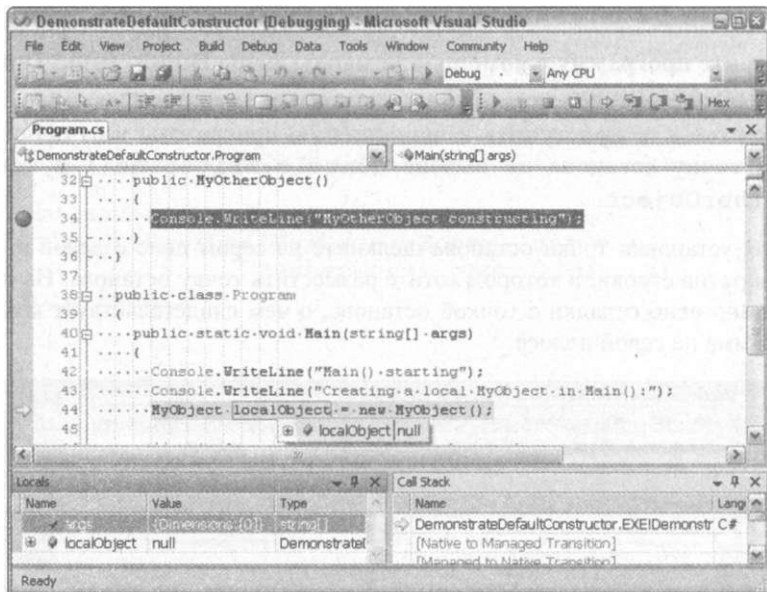 DemonstrateDefaultConstructor (Debugging) - Microsoft Visual Studio
File Edit View Project Build Debug Data Tools Window Community Help
Debug Any CPU
Hex
Program.cs
DemonstrateDefaultConstructor.Program Main(string[] args)
32 ····public·MyOtherObject()
33 ····{
34 Console.WriteLine("MyOtherObject constructing");
35 ····}
36 ··}
37
38 ··public·class·Program
39 ··{
40 ····public·static·void·Main(string[]·args)
41 ····{
42 ······Console.WriteLine("Main()·starting");
43 ······Console.WriteLine("Creating·a·local·MyObject·in·Main():");
44 ······MyObject·localObject·=·new·MyObject();
45
localObject null
Locals
Name Value Type
args {Dimensions:[0]} string[]
localObject null Demonstratel
Call Stack
Name Lang
DemonstrateDefaultConstructor.EXE!Demonstr C#
[Native to Managed Transition]
[Managed to Native Transition]
Ready